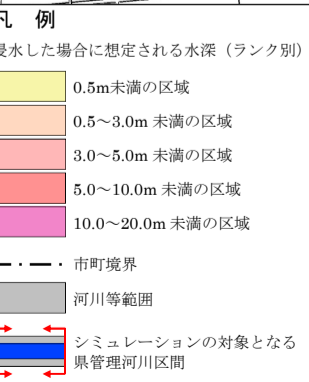 凡 例
浸水した場合に想定される水深（ランク別）
0.5m未満の区域
0.5～3.0m 未満の区域
3.0～5.0m 未満の区域
5.0～10.0m 未満の区域
10.0～20.0m 未満の区域
市町境界
河川等範囲
シミュレーションの対象となる
県管理河川区間